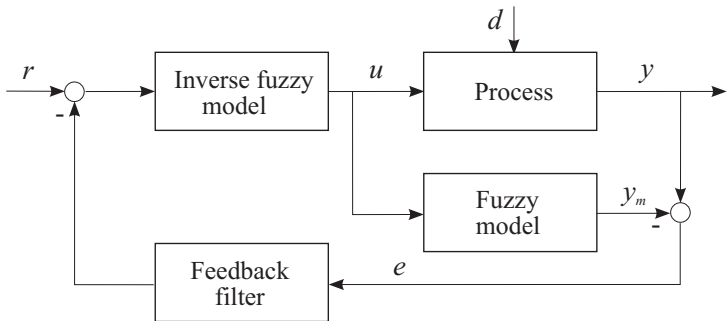 d
r
Inverse fuzzy
model
u
Process
y
-
Fuzzy
model
y_m
-
Feedback
filter
e